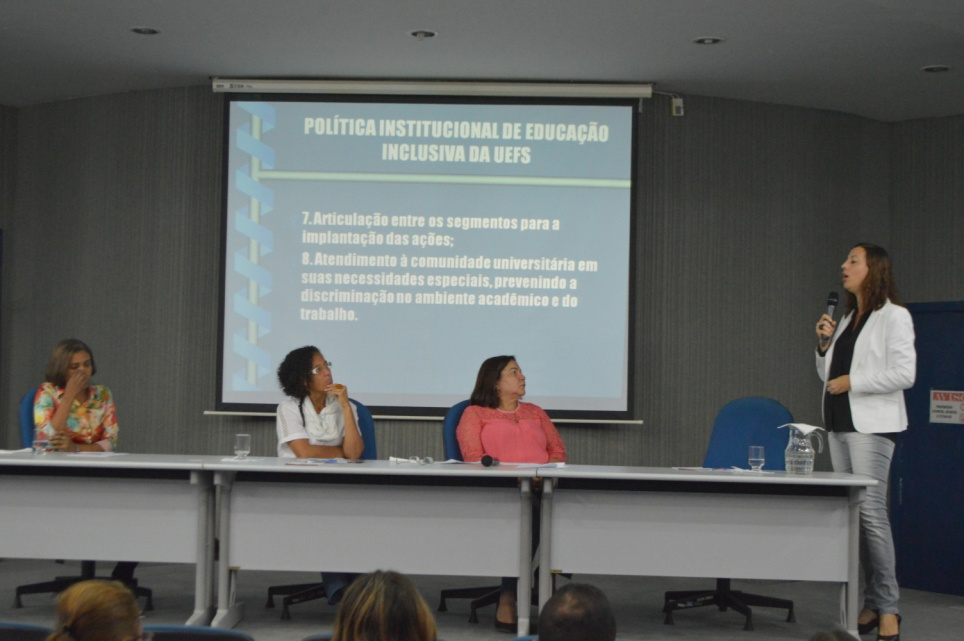 POLÍTICA INSTITUCIONAL DE EDUCAÇÃO
INCLUSIVA DA UEFS
7. Articulação entre os segmentos para a
implantação das ações;
8. Atendimento à comunidade universitária em
suas necessidades especiais, prevenindo a
discriminação no ambiente acadêmico e do
trabalho.
AVISO